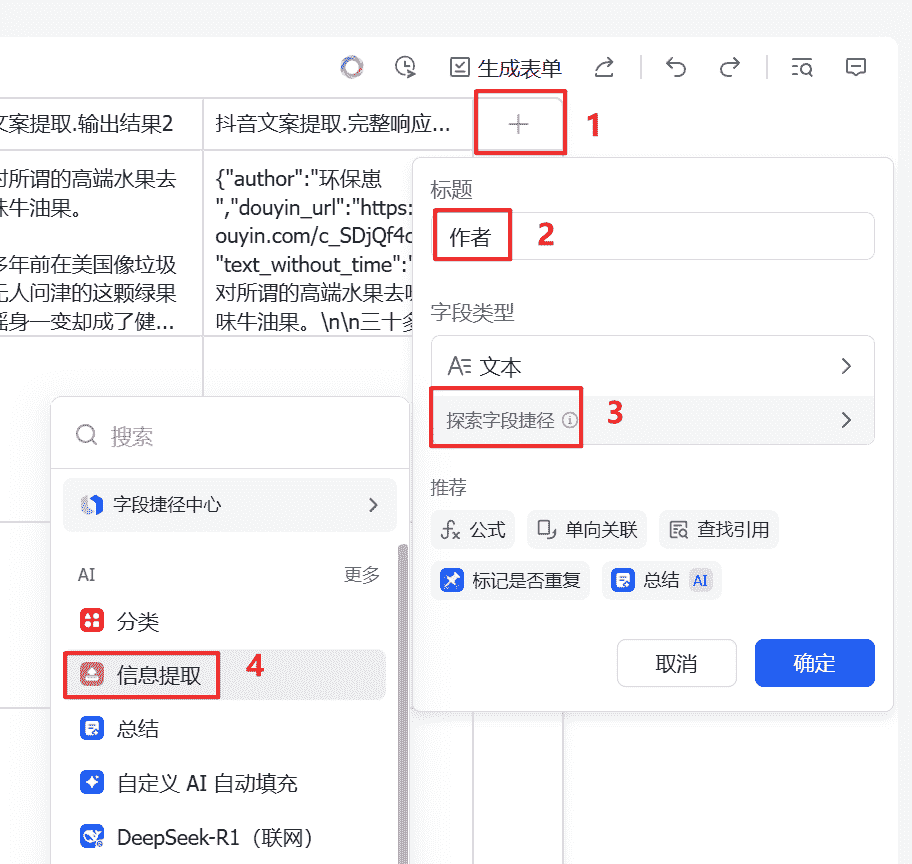 生成表单
文案提取.输出结果2
抖音文案提取.完整响应...
1
对所谓的高端水果去
味牛油果。
多年前在美国像垃圾
无人问津的这颗绿果
摇身一变却成了健...
{"author":"环保崽
","douyin_url":"https:
ouyin.com/c_SDjQf4c
"text_without_time":"
对所谓的高端水果去
味牛油果。\n\n三十多
标题
作者
2
字段类型
文本
探索字段捷径
3
推荐
公式
单向关联
查找引用
标记是否重复
总结 AI
取消
确定
搜索
字段捷径中心
AI
更多
分类
信息提取
4
总结
自定义 AI 自动填充
DeepSeek-R1（联网）